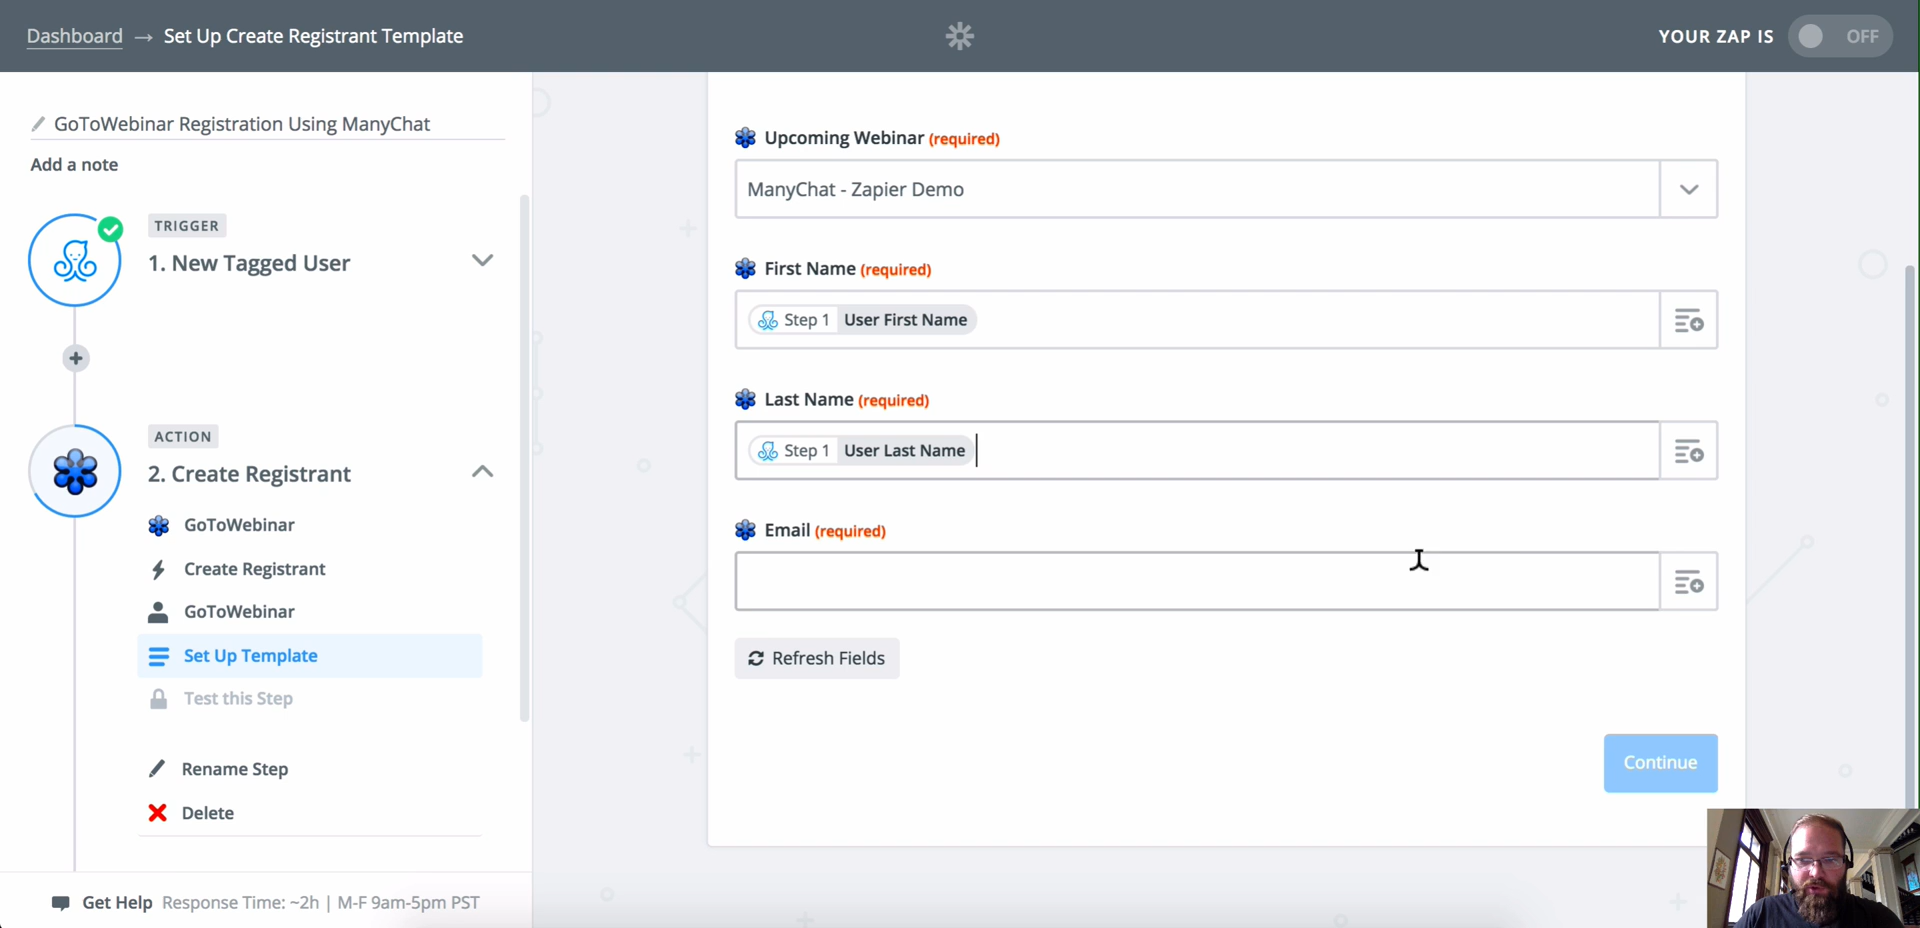 Dashboard → Set Up Create Registrant Template
YOUR ZAP IS OFF
GoToWebinar Registration Using ManyChat
Add a note
TRIGGER
1. New Tagged User
ACTION
2. Create Registrant
GoToWebinar
Create Registrant
GoToWebinar
Set Up Template
Test this Step
Rename Step
Delete
Get Help Response Time: ~2h | M-F 9am-5pm PST
Upcoming Webinar (required)
ManyChat - Zapier Demo
First Name (required)
Step 1 User First Name
Last Name (required)
Step 1 User Last Name
Email (required)
Refresh Fields
Continue